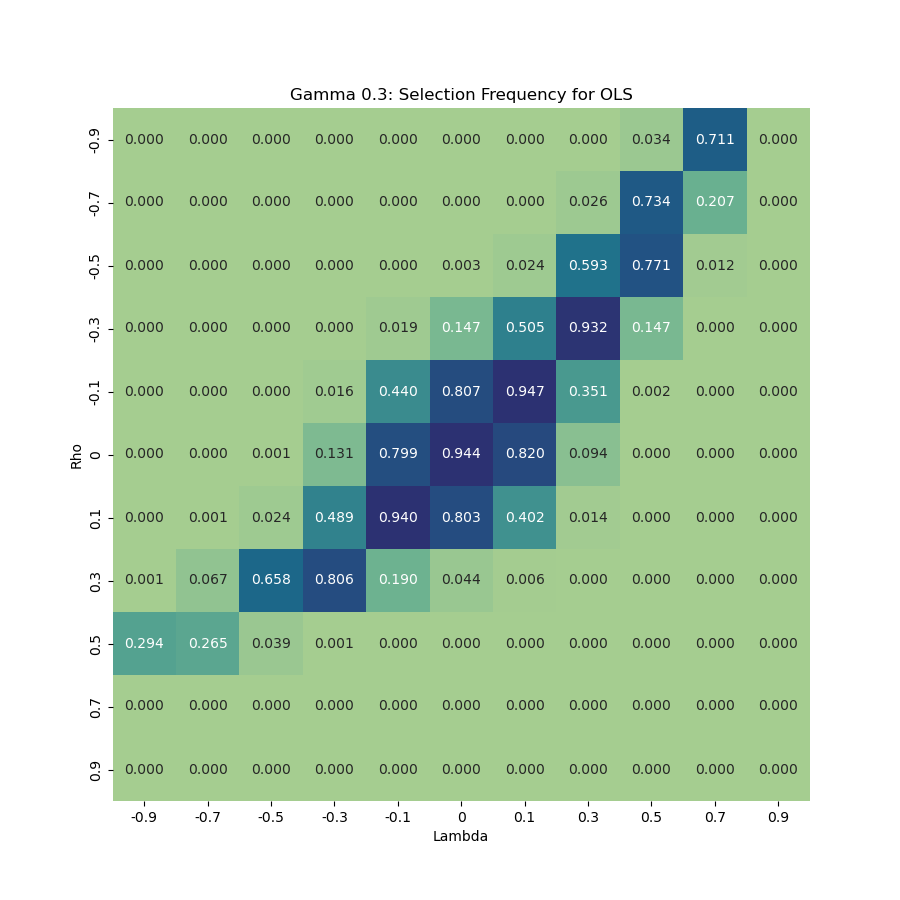 Gamma 0.3: Selection Frequency for OLS
-0.9 0.000 0.000 0.000 0.000 0.000 0.000 0.000 0.000 0.034 0.711 0.000
-0.7 0.000 0.000 0.000 0.000 0.000 0.000 0.000 0.026 0.734 0.207 0.000
-0.5 0.000 0.000 0.000 0.000 0.000 0.003 0.024 0.593 0.771 0.012 0.000
-0.3 0.000 0.000 0.000 0.000 0.019 0.147 0.505 0.932 0.147 0.000 0.000
-0.1 0.000 0.000 0.000 0.016 0.440 0.807 0.947 0.351 0.002 0.000 0.000
Rho
0 0.000 0.000 0.001 0.131 0.799 0.944 0.820 0.094 0.000 0.000 0.000
0.1 0.000 0.001 0.024 0.489 0.940 0.803 0.402 0.014 0.000 0.000 0.000
0.3 0.001 0.067 0.658 0.806 0.190 0.044 0.006 0.000 0.000 0.000 0.000
0.5 0.294 0.265 0.039 0.001 0.000 0.000 0.000 0.000 0.000 0.000 0.000
0.7 0.000 0.000 0.000 0.000 0.000 0.000 0.000 0.000 0.000 0.000 0.000
0.9 0.000 0.000 0.000 0.000 0.000 0.000 0.000 0.000 0.000 0.000 0.000
-0.9 -0.7 -0.5 -0.3 -0.1 0 0.1 0.3 0.5 0.7 0.9
Lambda